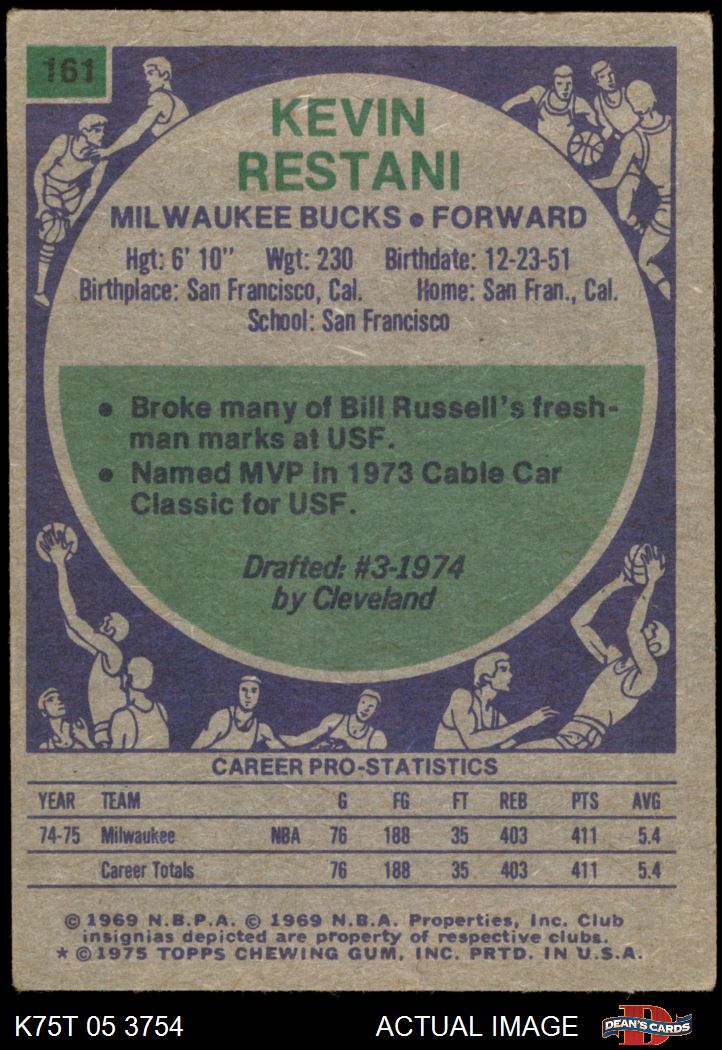 161
KEVIN
RESTANI
MILWAUKEE BUCKS • FORWARD
Hgt: 6' 10" Wgt: 230 Birthdate: 12-23-51
Birthplace: San Francisco, Cal. Home: San Fran., Cal.
School: San Francisco
• Broke many of Bill Russell's fresh-
man marks at USF.
• Named MVP in 1973 Cable Car
Classic for USF.
Drafted: #3-1974
by Cleveland
CAREER PRO-STATISTICS
YEAR TEAM G FG FT REB PTS AVG
74-75 Milwaukee NBA 76 188 35 403 411 5.4
Career Totals 76 188 35 403 411 5.4
© 1969 N.B.P.A. © 1969 N.B.A. Properties, Inc. Club
insignias depicted are property of respective clubs.
* © 1975 TOPPS CHEWING GUM, INC. PRTD. IN U.S.A.
K75T 05 3754 ACTUAL IMAGE D DEAN'S CARDS